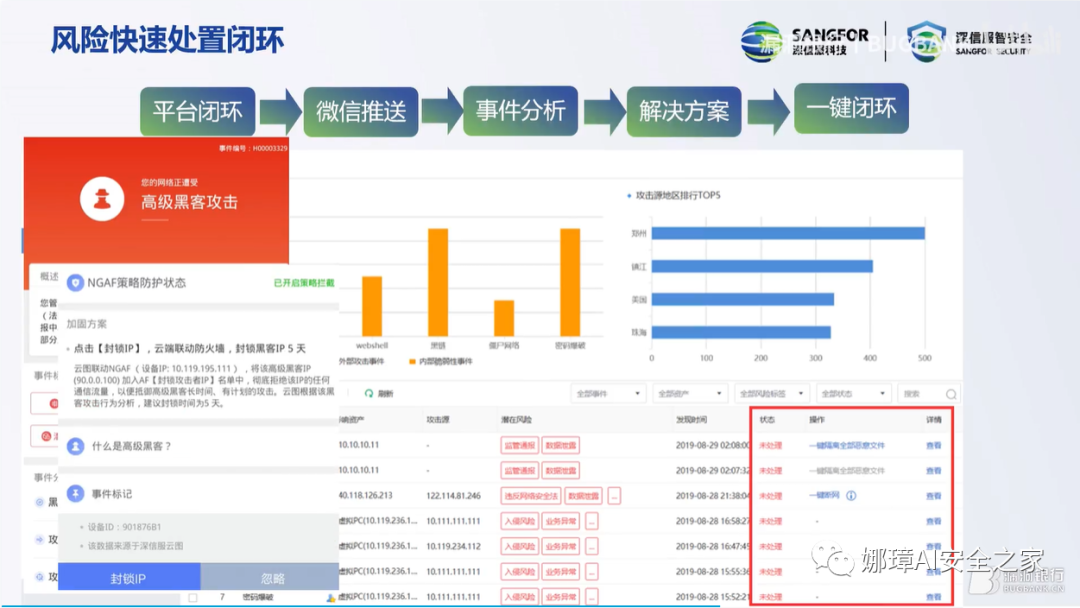 风险快速处置闭环
SANGFOR
深信服科技
深信服智安全
SANGFOR SECURITY
平台闭环
微信推送
事件分析
解决方案
一键闭环
事件编号：H00003329
您的网络正遭受
高级黑客攻击
NGAF策略防护状态
已开启策略拦截
加固方案
点击【封锁IP】，云端联动防火墙，封锁黑客IP 5 天
云图联动NGAF（设备IP: 10.119.195.111），将该高级黑客IP
(90.0.0.100) 加入AF【封锁攻击者IP】名单中，彻底拒绝该IP的任何
通信流量，以便抵御高级黑客长时间、有计划的攻击。云图根据该黑
客攻击行为分析，建议封锁时间为5 天。
什么是高级黑客？
事件标记
设备ID：901876B1
该数据来源于深信服云图
封锁IP
忽略
webshell
黑链
僵尸网络
密码爆破
外部攻击事件
内部脆弱性事件
攻击源地区排行TOP5
郑州
镇江
美国
珠海
0 100 200 300 400 500
刷新
全部事件
全部资产
全部风险标签
全部状态
搜索
影响资产 攻击源 潜在风险 发现时间 状态 操作 详情
10.10.10.11 - 监管通报 数据泄露 2019-08-29 02:08:00 未处理 一键隔离全部恶意文件 查看
10.10.10.11 - 监管通报 数据泄露 2019-08-29 02:07:32 未处理 一键隔离全部恶意文件 查看
40.118.126.213 122.114.81.246 违反网络安全法 数据泄露 ... 2019-08-28 21:38:04 未处理 一键断网 查看
虚拟PC(10.119.236.1... 10.111.111.111 入侵风险 业务异常 ... 2019-08-28 16:58:27 未处理 - 查看
虚拟PC(10.119.236.1... 10.119.234.112 入侵风险 业务异常 ... 2019-08-28 16:47:45 未处理 - 查看
虚拟PC(10.119.236.1... 10.111.111.111 入侵风险 业务异常 ... 2019-08-28 15:55:36 未处理 - 查看
7 密码爆破 虚拟PC(10.119.236.1... 10.111.111.111 入侵风险 业务异常 ... 2019-08-28 15:52:21 未处理 - 查看
娜璋AI安全之家
漏洞银行
BUGBANK.CN